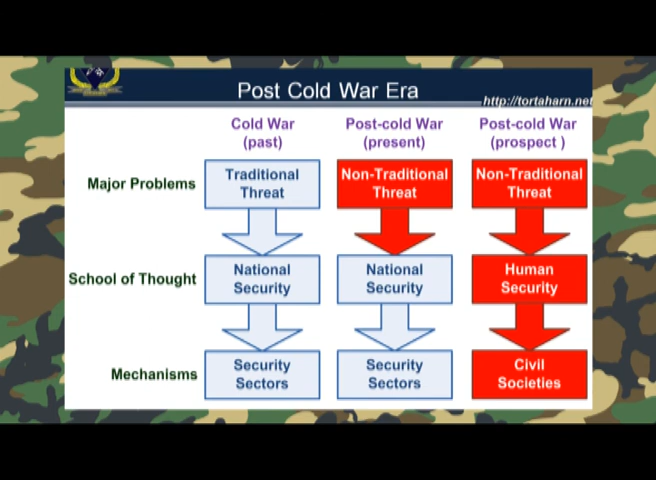 Post Cold War Era
http://tortaharn.net
Cold War
(past)
Post-cold War
(present)
Post-cold War
(prospect )
Major Problems
Traditional
Threat
Non-Traditional
Threat
Non-Traditional
Threat
School of Thought
National
Security
National
Security
Human
Security
Mechanisms
Security
Sectors
Security
Sectors
Civil
Societies